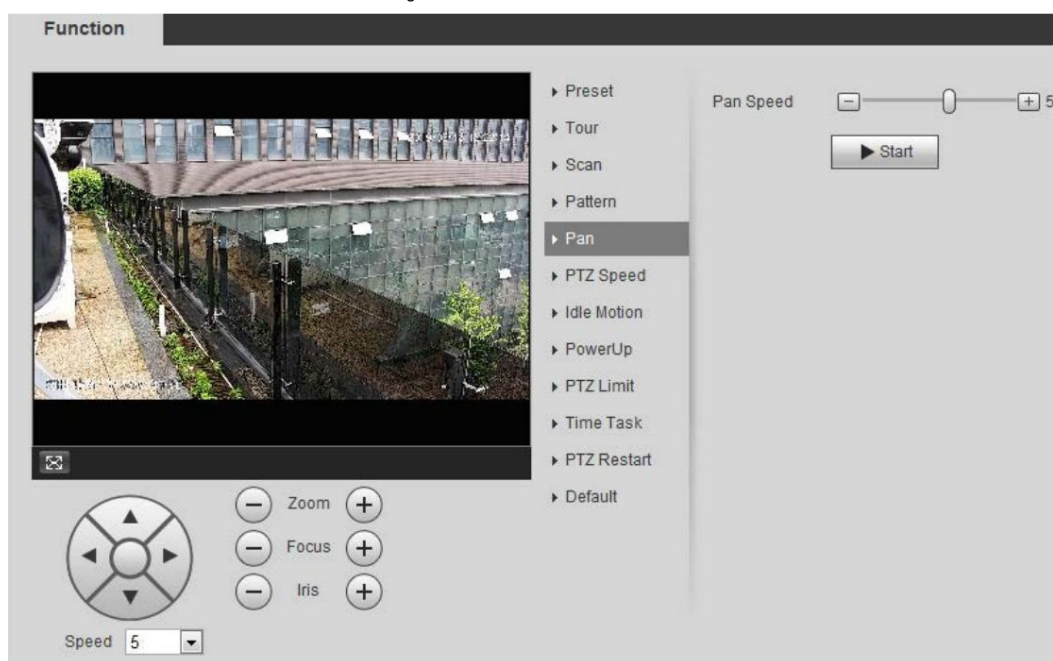 Function
Preset
Tour
Scan
Pattern
Pan
PTZ Speed
Idle Motion
PowerUp
PTZ Limit
Time Task
PTZ Restart
Default
Pan Speed 5
Start
Zoom
Focus
Iris
Speed 5